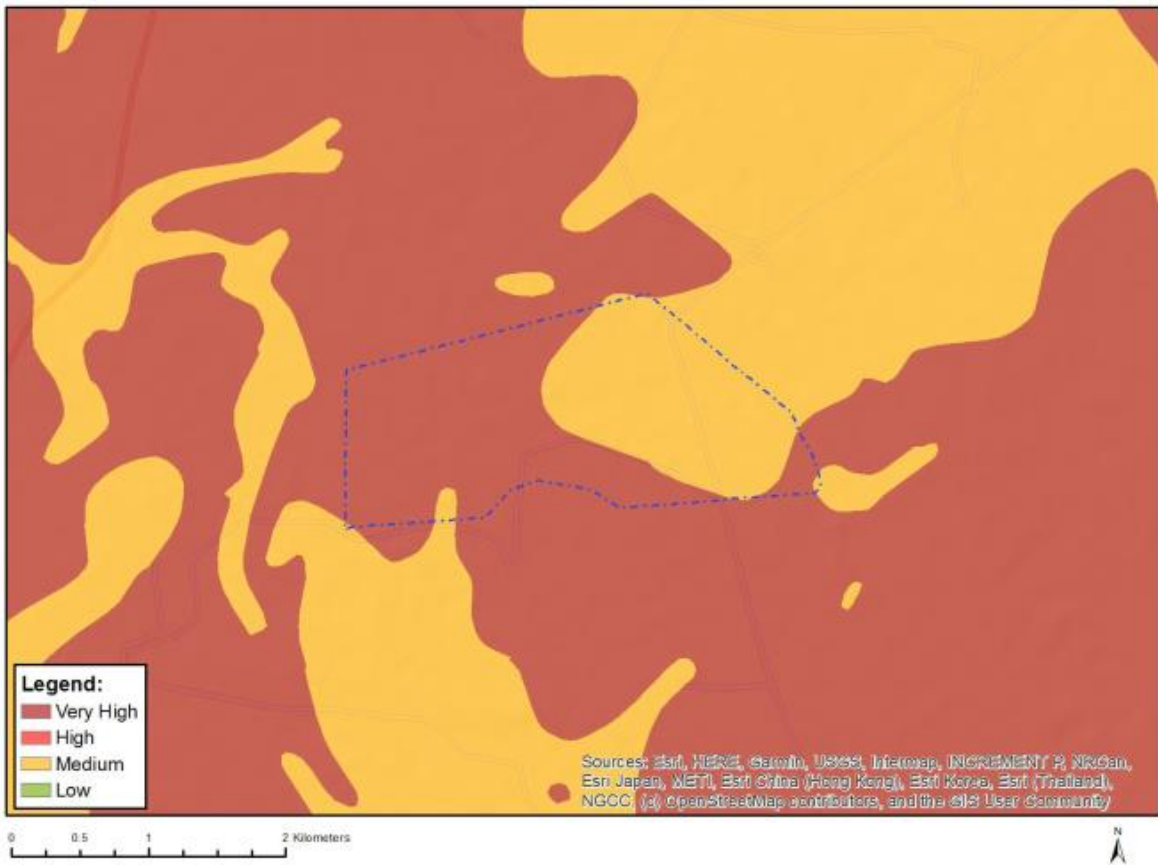 Legend:
Very High
High
Medium
Low
Sources: Esri, HERE, Garmin, USGS, Intermap, INCREMENT P, NRCan,
Esri Japan, METI, Esri China (Hong Kong), Esri Korea, Esri (Thailand),
NGCC, (c) OpenStreetMap contributors, and the GIS User Community
0 0.5 1 2 Kilometers
N